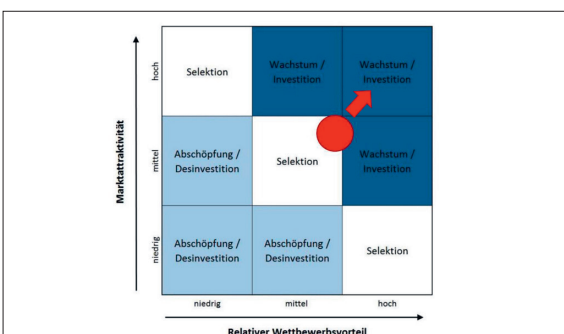 Marktattraktivität
hoch
mittel
niedrig
Selektion
Wachstum /
Investition
Wachstum /
Investition
Abschöpfung /
Desinvestition
Selektion
Wachstum /
Investition
Abschöpfung /
Desinvestition
Abschöpfung /
Desinvestition
Selektion
niedrig
mittel
hoch
Relativer Wettbewerbsvorteil